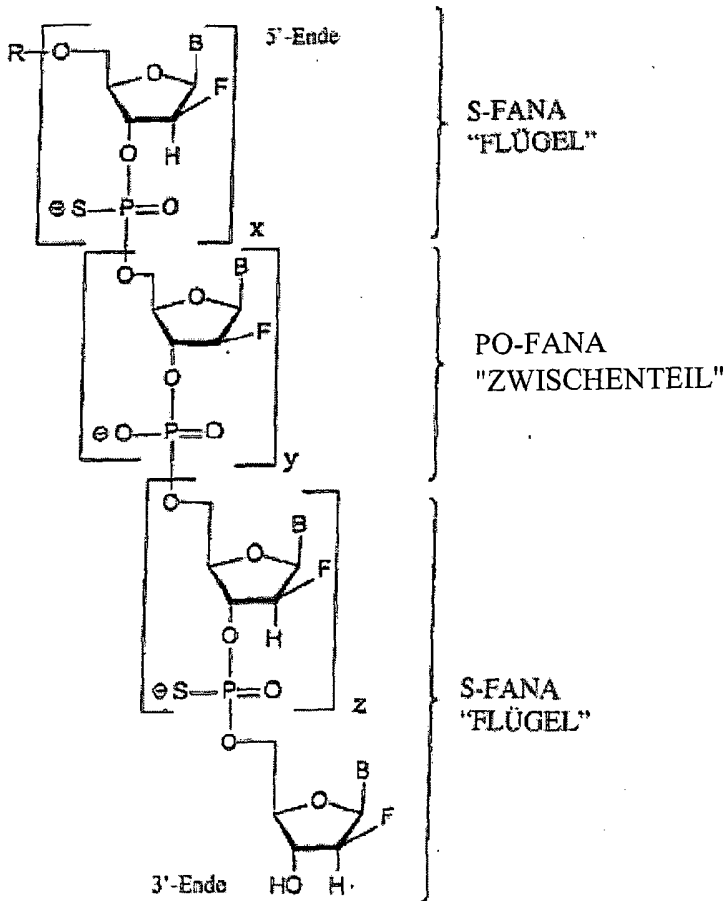 5'-Ende
R O B
O F
O H
⊖ S P O
x
O B
O F
O
⊖ O P O
y
O B
O F
O H
⊖ S P O
z
O B
O F
3'-Ende HO H
S-FANA
"FLÜGEL"
PO-FANA
"ZWISCHENTEIL"
S-FANA
"FLÜGEL"